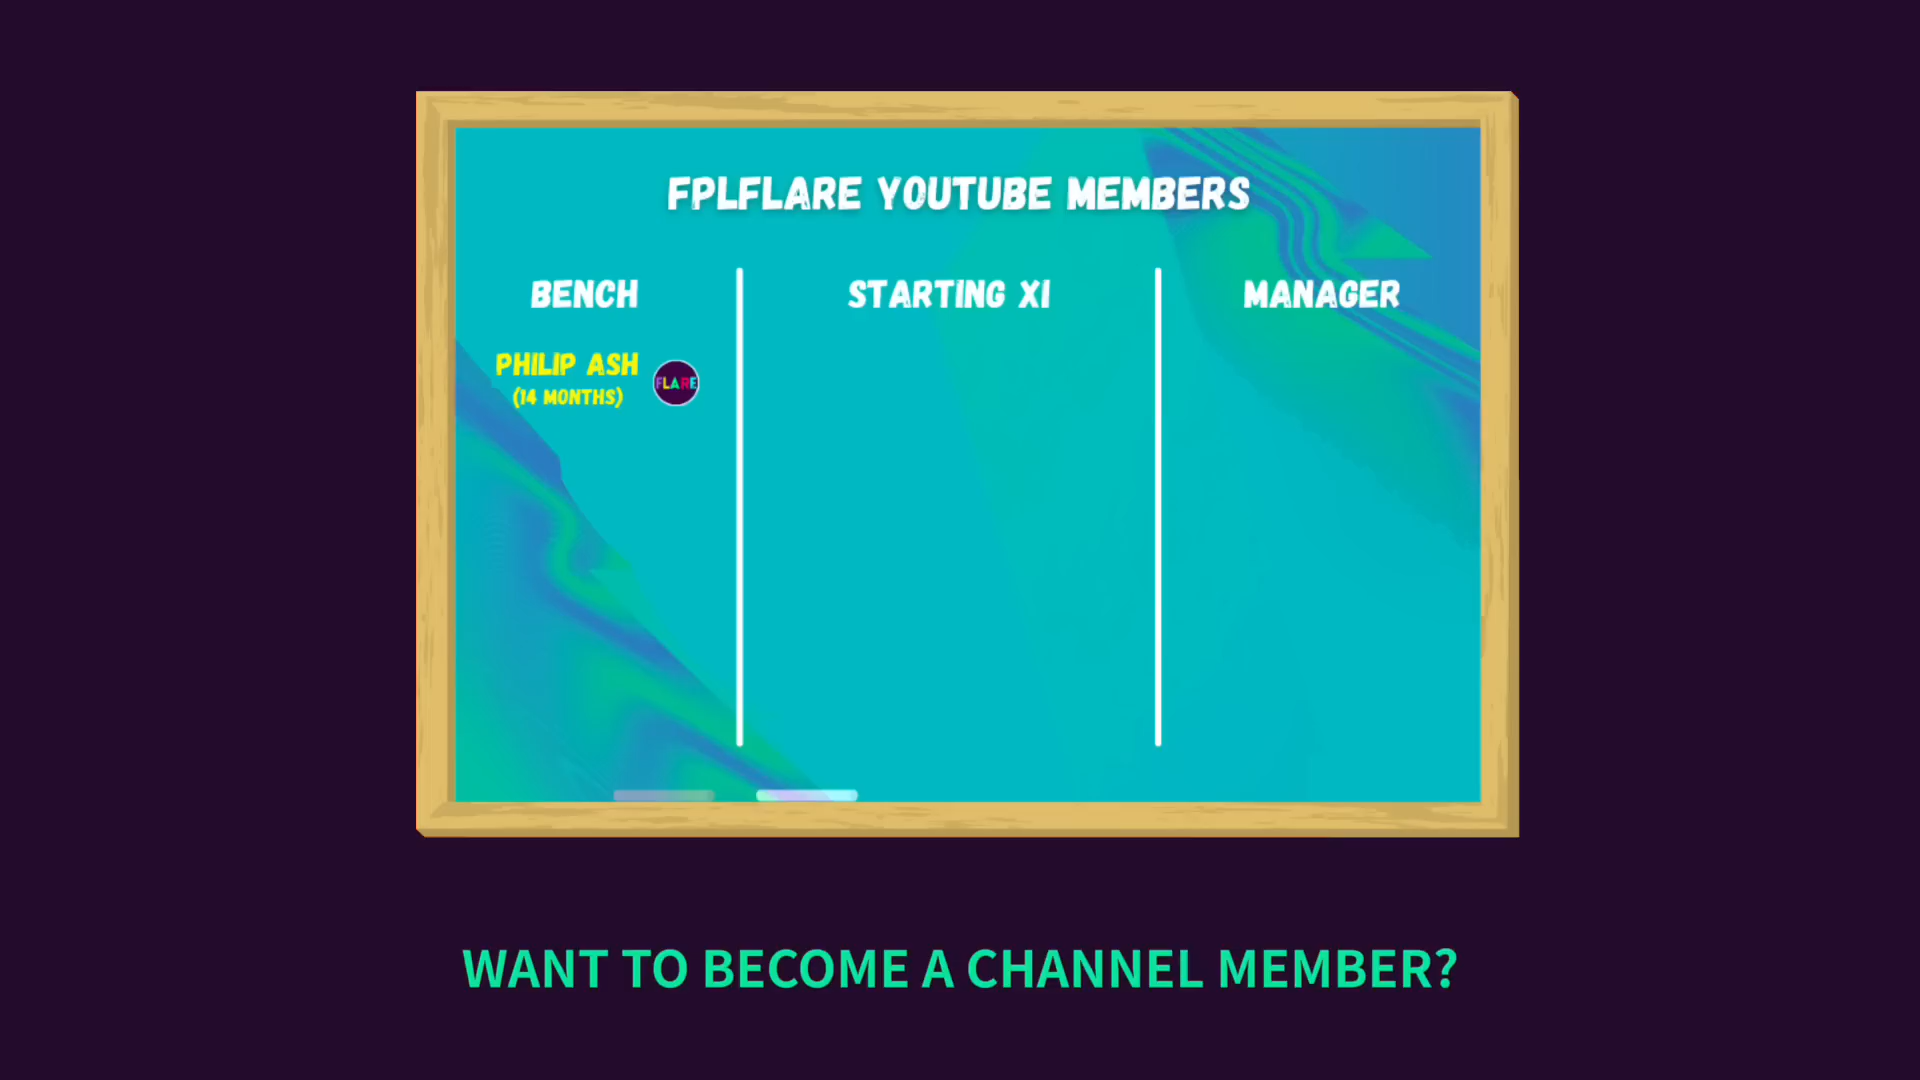 FPLFLARE YOUTUBE MEMBERS
BENCH
STARTING XI
MANAGER
PHILIP ASH
(14 MONTHS)
FLARE
WANT TO BECOME A CHANNEL MEMBER?